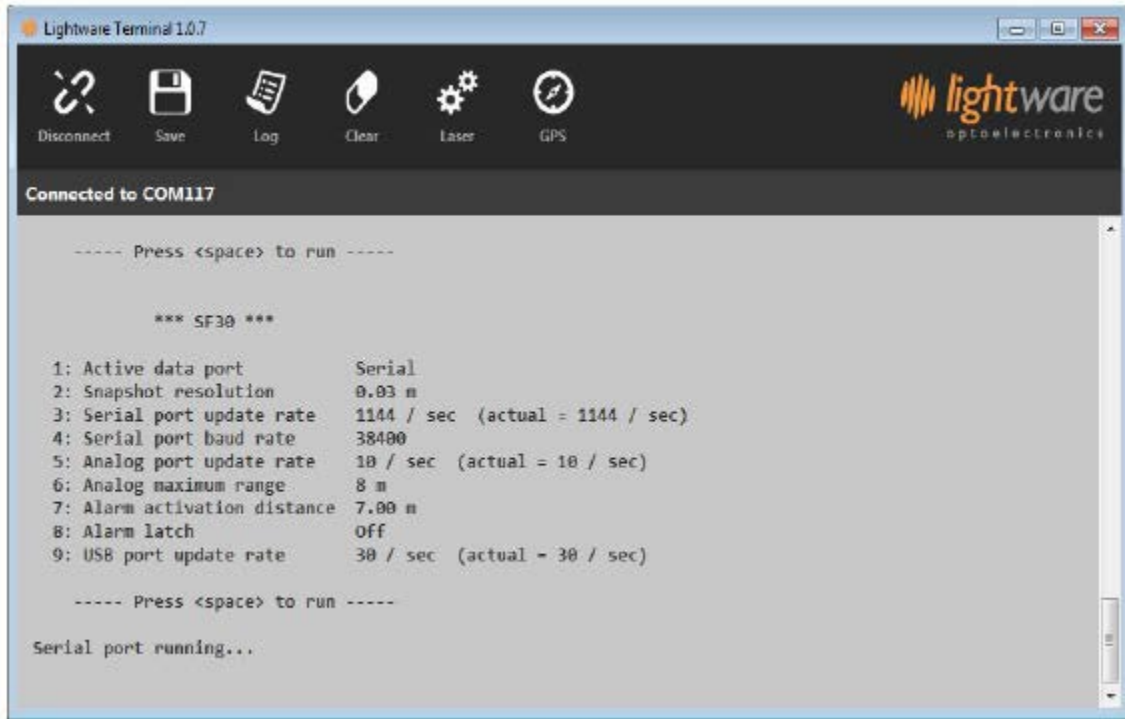 Lightware Terminal 1.0.7
Disconnect Save Log Clear Laser GPS
lightware
optoelectronics
Connected to COM117
----- Press <space> to run -----
*** SF30 ***
1: Active data port Serial
2: Snapshot resolution 0.03 m
3: Serial port update rate 1144 / sec (actual = 1144 / sec)
4: Serial port baud rate 38400
5: Analog port update rate 10 / sec (actual = 10 / sec)
6: Analog maximum range 8 m
7: Alarm activation distance 7.00 m
8: Alarm latch Off
9: USB port update rate 30 / sec (actual = 30 / sec)
----- Press <space> to run -----
Serial port running...